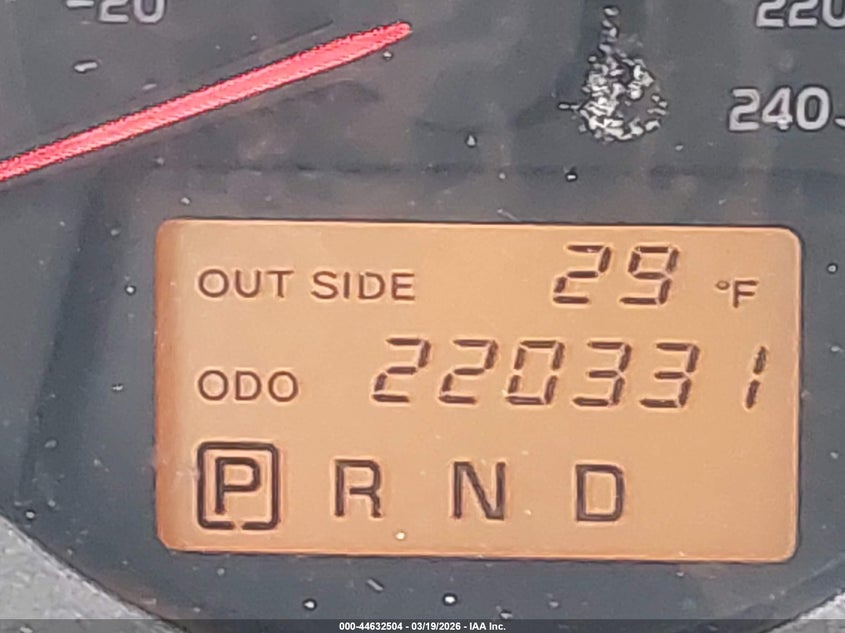 -20
220
240
OUT SIDE 29 °F
ODO 220331
P R N D
000-44632504 - 03/19/2026 - IAA Inc.